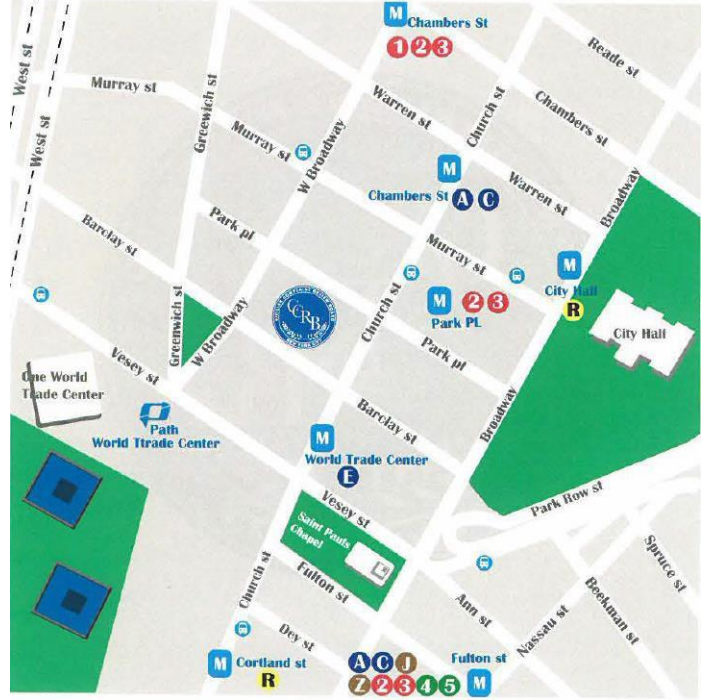 M Chambers St
1 2 3
Reade st
West st
Murray st
Greenwich st
Warren st
Church st
Chambers st
West st
Murray st
W Broadway
M
Chambers St A C
Warren st
Broadway
Barclay st
Park pl
Murray st
M
City Hall
R
City Hall
CCRB
M 2 3
Park PL
Church st
Park pl
Greenwich st
W Broadway
Vesey st
One World
Trade Center
Path
World Ttrade Center
Barclay st
Broadway
M
World Trade Center
E
Vesey st
Park Row st
Saint Pauls
Chapel
Spruce st
Church st
Fulton st
Ann st
Nassau st
Beekman st
Dey st
M Cortland st
R
A C J
Z 2 3 4 5
Fulton st
M